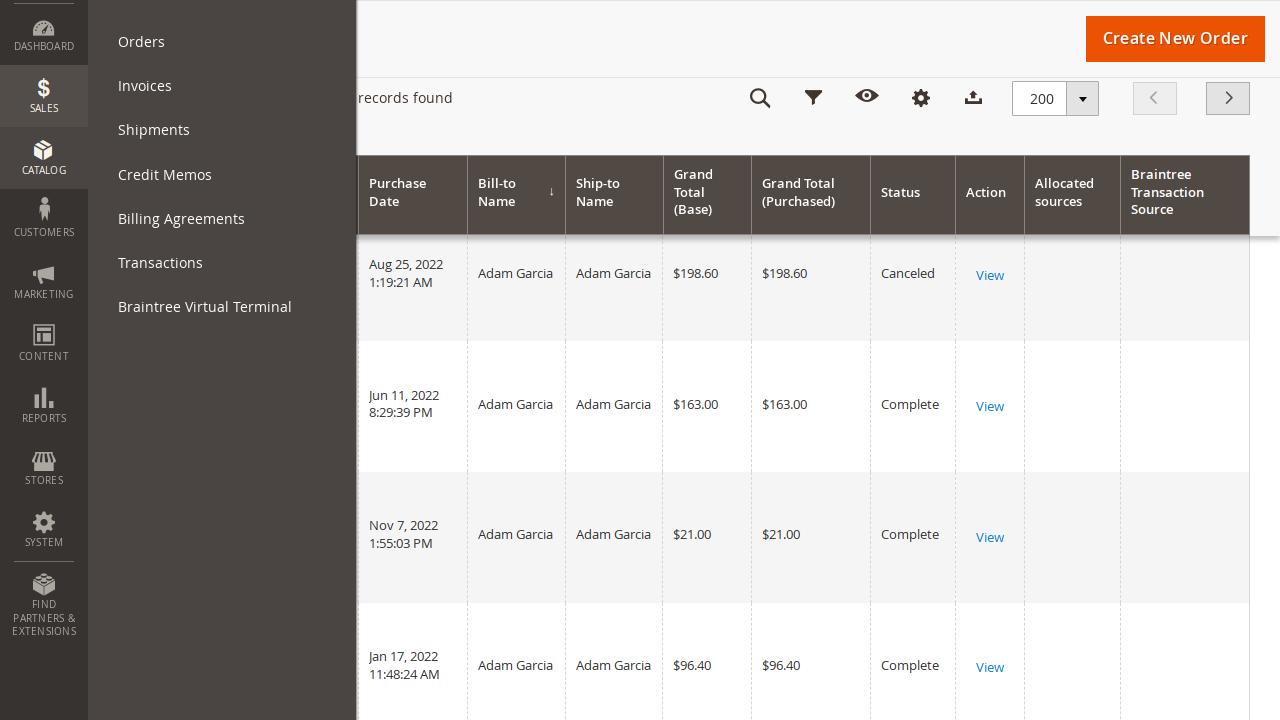 DASHBOARD
$
SALES
CATALOG
CUSTOMERS
MARKETING
CONTENT
REPORTS
STORES
SYSTEM
FIND
PARTNERS &
EXTENSIONS
Orders
Invoices
Shipments
Credit Memos
Billing Agreements
Transactions
Braintree Virtual Terminal
Create New Order
records found
200
Purchase
Date
Bill-to
Name ↓
Ship-to
Name
Grand
Total
(Base)
Grand Total
(Purchased)
Status
Action
Allocated
sources
Braintree
Transaction
Source
Aug 25, 2022
1:19:21 AM
Adam Garcia
Adam Garcia
$198.60
$198.60
Canceled
View
Jun 11, 2022
8:29:39 PM
Adam Garcia
Adam Garcia
$163.00
$163.00
Complete
View
Nov 7, 2022
1:55:03 PM
Adam Garcia
Adam Garcia
$21.00
$21.00
Complete
View
Jan 17, 2022
11:48:24 AM
Adam Garcia
Adam Garcia
$96.40
$96.40
Complete
View